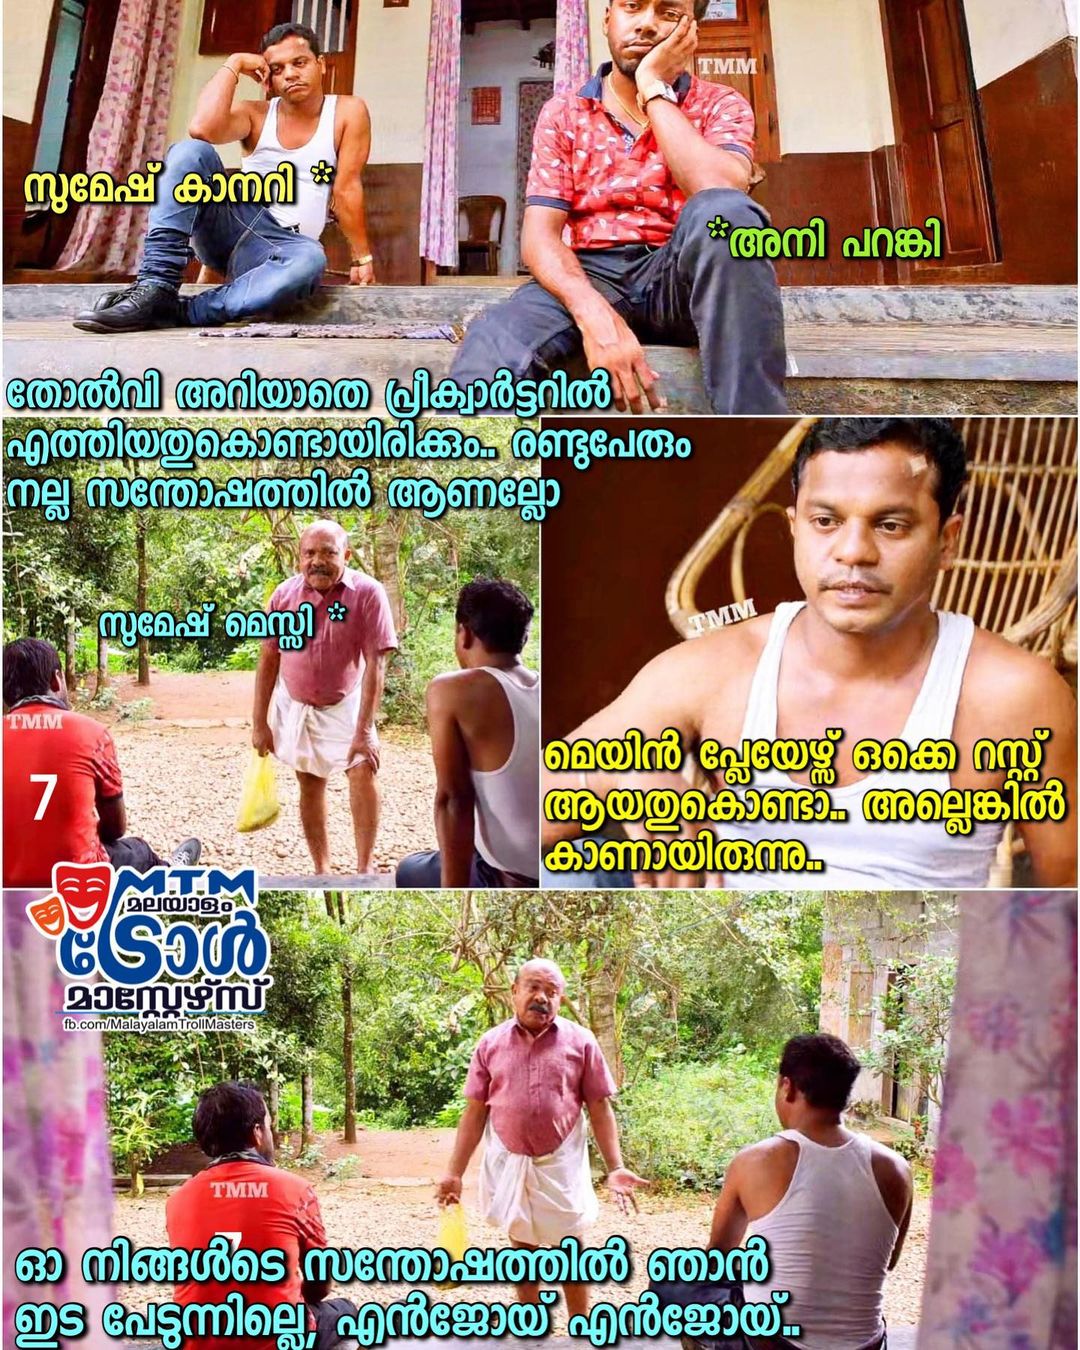 TMM
സുമേഷ് കാനറി *
*അനി പറങ്കി
തോൽവി അറിയാതെ പ്രീക്വാർട്ടറിൽ
എത്തിയതുകൊണ്ടായിരിക്കും.. രണ്ടുപേരും
നല്ല സന്തോഷത്തിൽ ആണല്ലോ
സുമേഷ് മെസ്സി *
TMM
7
TMM
മെയിൻ പ്ലേയേഴ്സ് ഒക്കെ റസ്റ്റ്
ആയതുകൊണ്ടാ.. അല്ലെങ്കിൽ
കാണായിരുന്നു..
MTM
മലയാളം
ട്രോൾ
മാസ്റ്റേഴ്സ്
fb.com/MalayalamTrollMasters
TMM
7
ഓ നിങ്ങൾടെ സന്തോഷത്തിൽ ഞാൻ
ഇട പേടുന്നില്ലെ, എൻജോയ് എൻജോയ്..